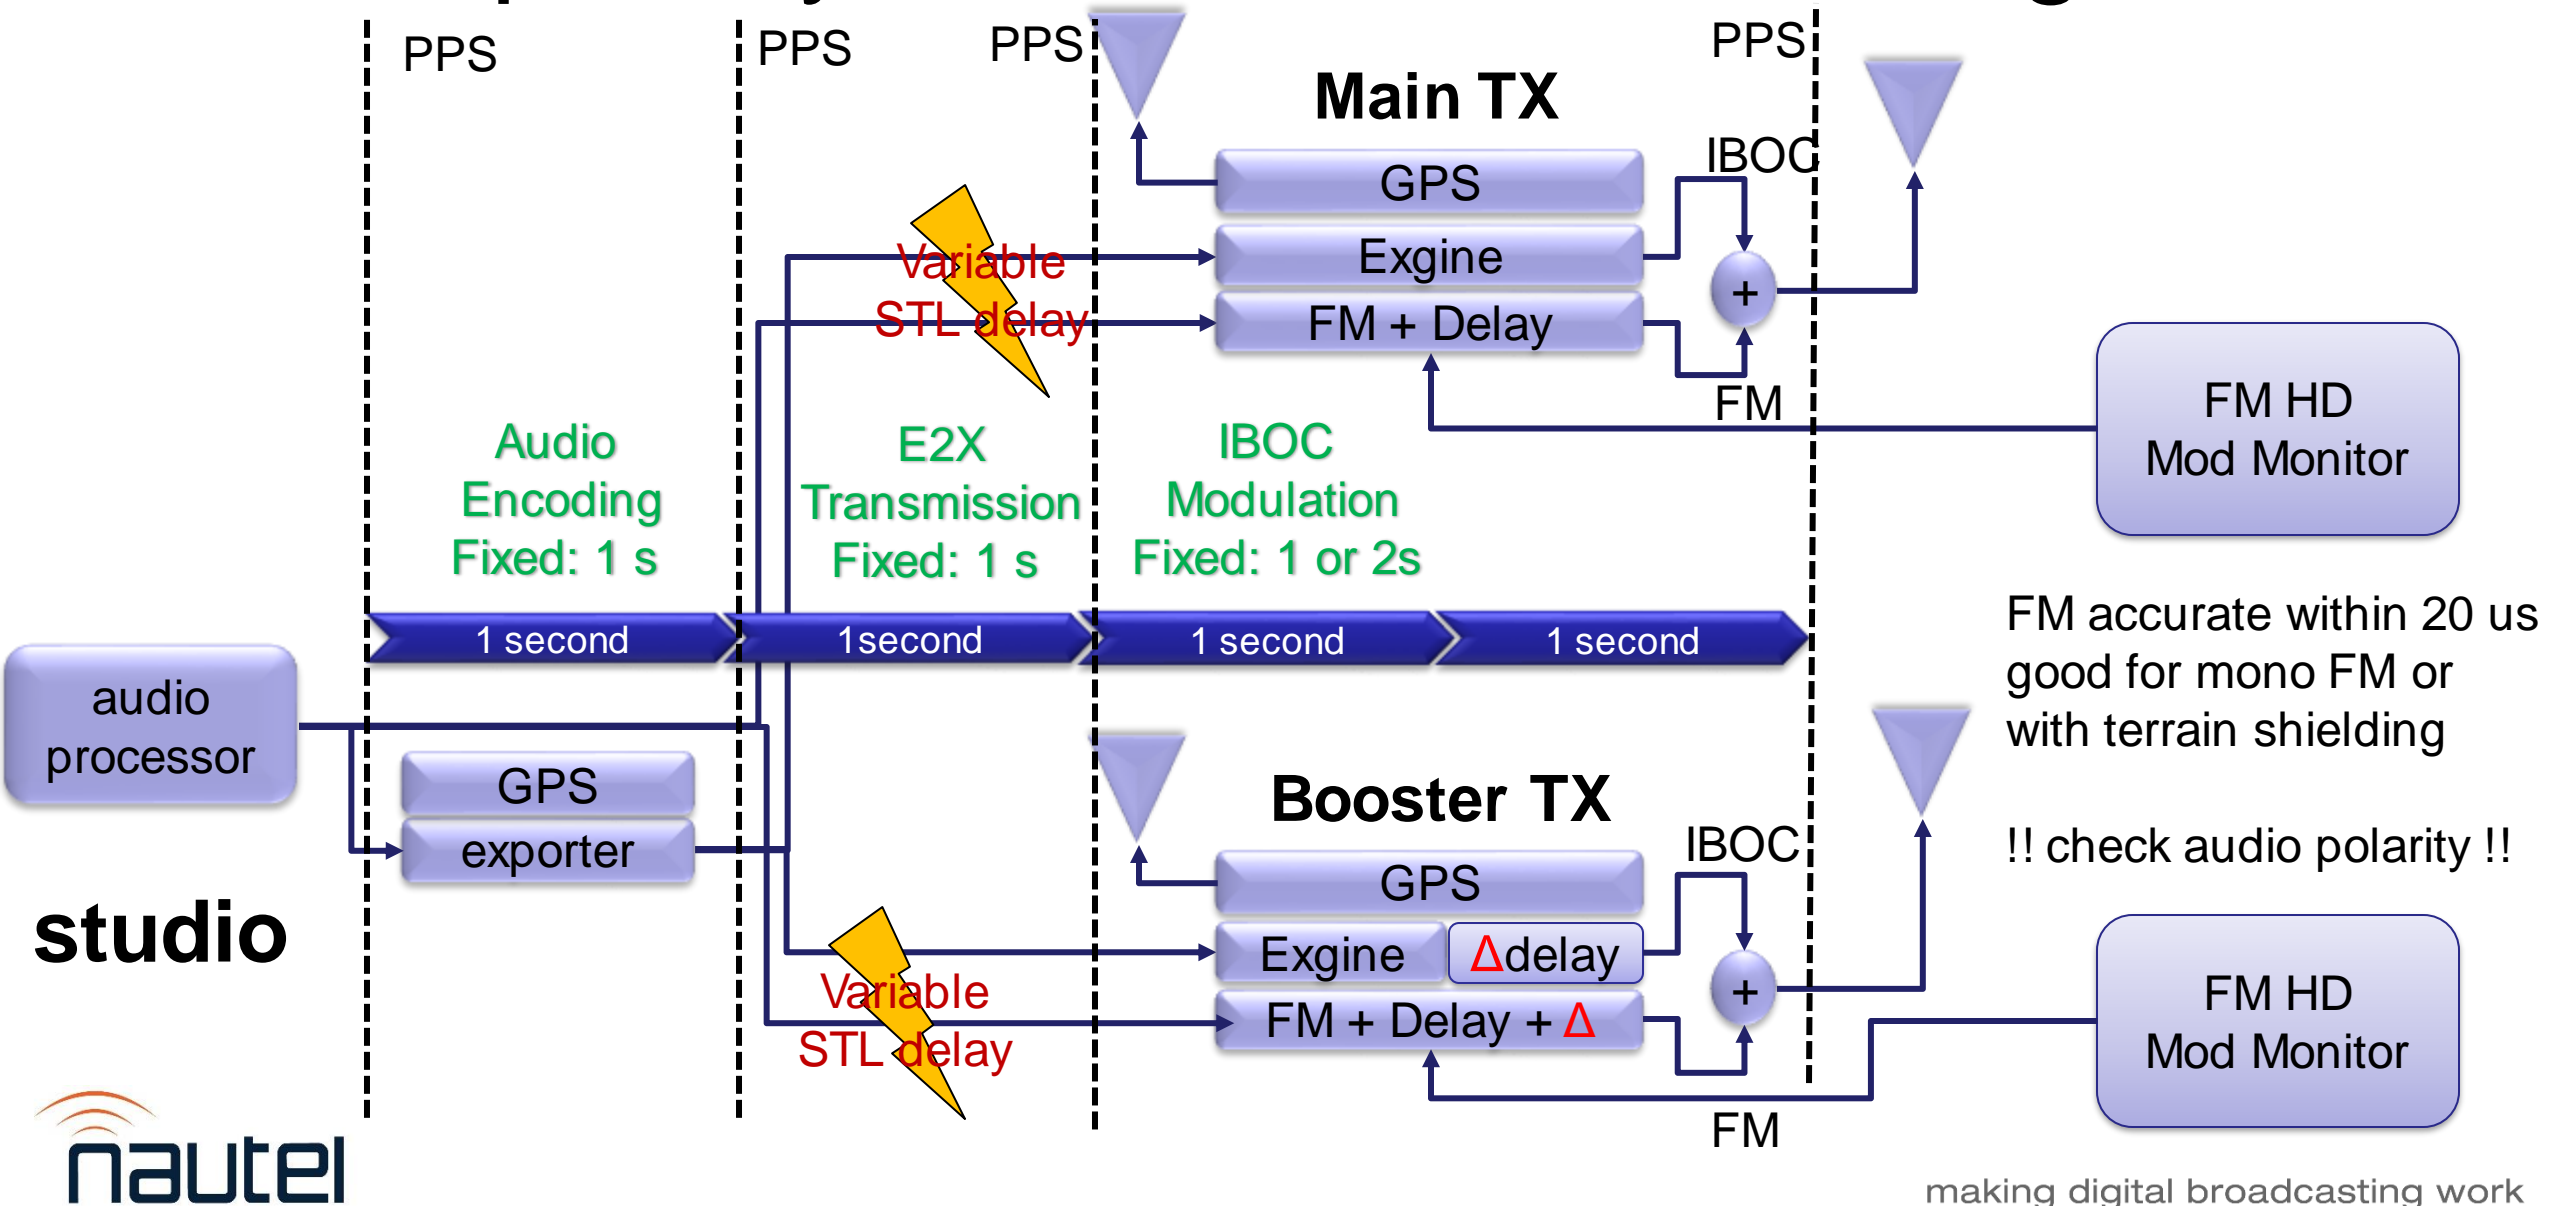 PPS
PPS
PPS
PPS
Main TX
IBOC
GPS
Exgine
FM + Delay
+
FM
Variable
STL delay
FM HD
Mod Monitor
Audio
Encoding
Fixed: 1 s
E2X
Transmission
Fixed: 1 s
IBOC
Modulation
Fixed: 1 or 2s
1 second
1second
1 second
1 second
FM accurate within 20 us
good for mono FM or
with terrain shielding
!! check audio polarity !!
audio
processor
GPS
exporter
studio
Booster TX
IBOC
GPS
Exgine
Δdelay
FM + Delay + Δ
+
FM
Variable
STL delay
FM HD
Mod Monitor
nautel
making digital broadcasting work